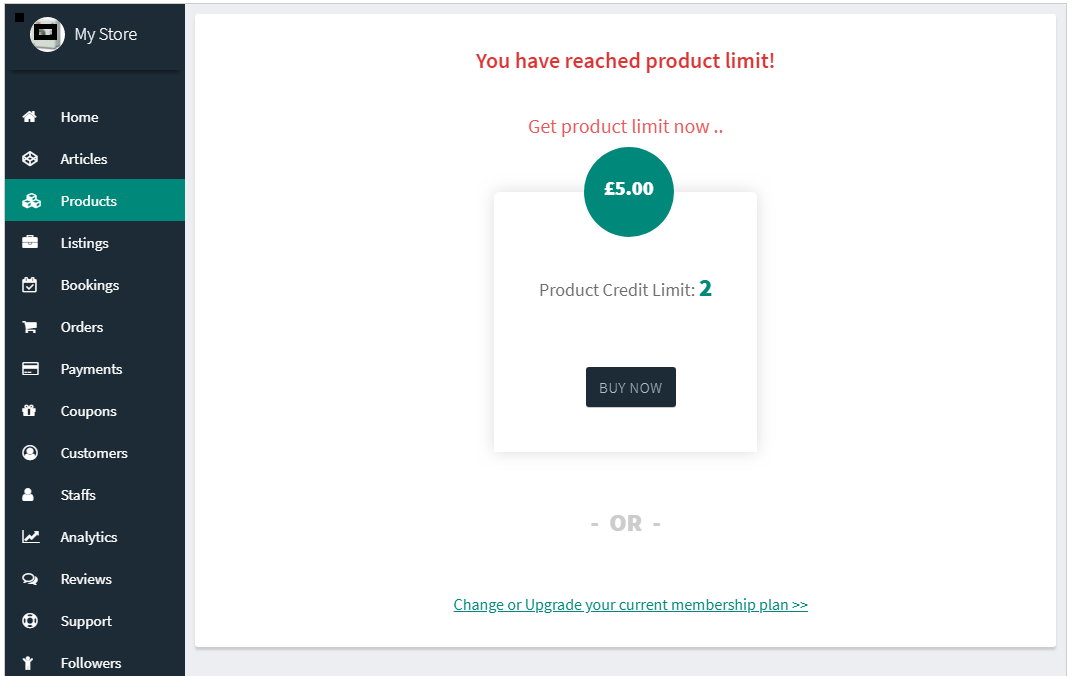 My Store
Home
Articles
Products
Listings
Bookings
Orders
Payments
Coupons
Customers
Staffs
Analytics
Reviews
Support
Followers
You have reached product limit!
Get product limit now ..
£5.00
Product Credit Limit: 2
BUY NOW
- OR -
Change or Upgrade your current membership plan >>